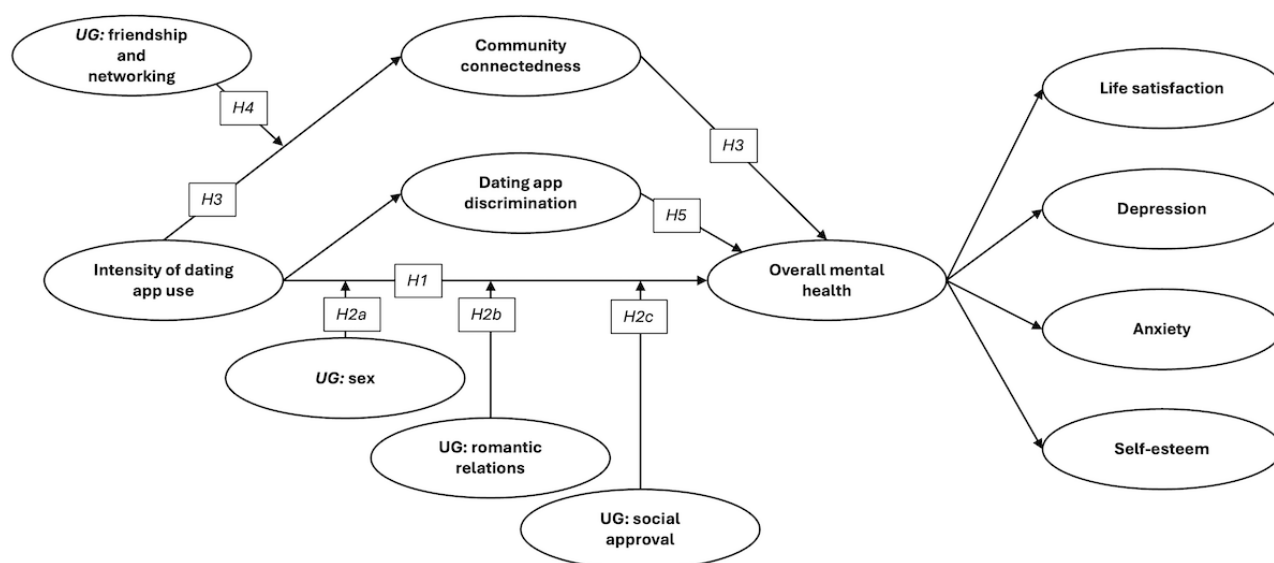 UG: friendship
and
networking
Community
connectedness
Life satisfaction
H4
H3
Dating app
discrimination
H3
Depression
H5
Intensity of dating
app use
H1
Overall mental
health
H2a
H2b
H2c
Anxiety
UG: sex
UG: romantic
relations
Self-esteem
UG: social
approval